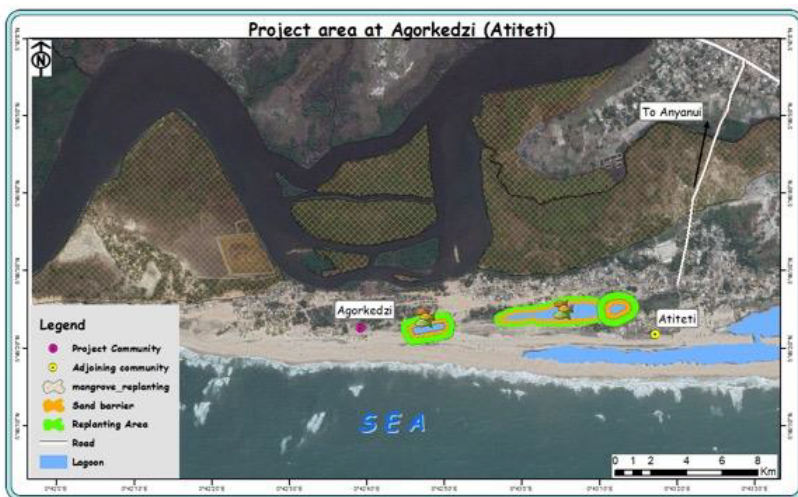 Project area at Agorkedzi (Atiteti)
N
To Anyanui
Agorkedzi
Atiteti
Legend
Project Community
Adjoining community
mangrove_replanting
Sand barrier
Replanting Area
Road
Lagoon
SEA
0 1 2 4 6 8
Km